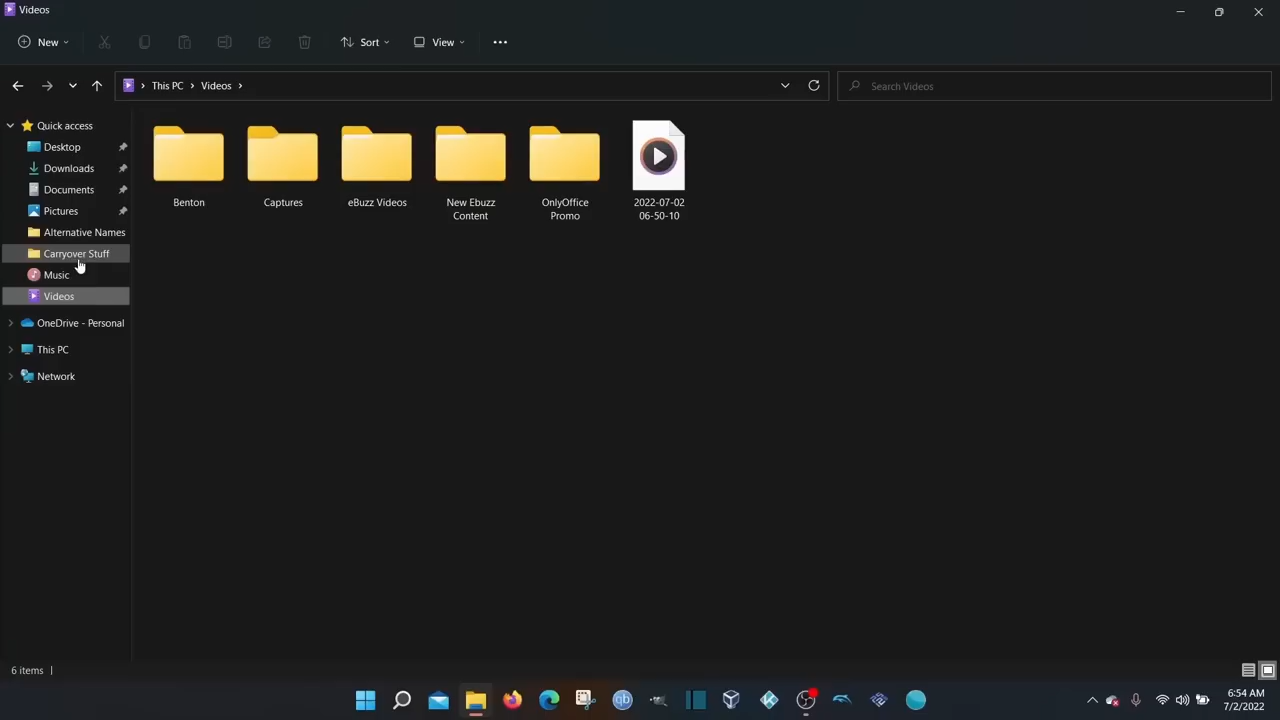 Videos
New
Sort
View
This PC
Videos
Search Videos
Quick access
Desktop
Downloads
Documents
Pictures
Alternative Names
Carryover Stuff
Music
Videos
OneDrive - Personal
This PC
Network
Benton
Captures
eBuzz Videos
New Ebuzz
Content
OnlyOffice
Promo
2022-07-02
06-50-10
6 items
qb
6:54 AM
7/2/2022